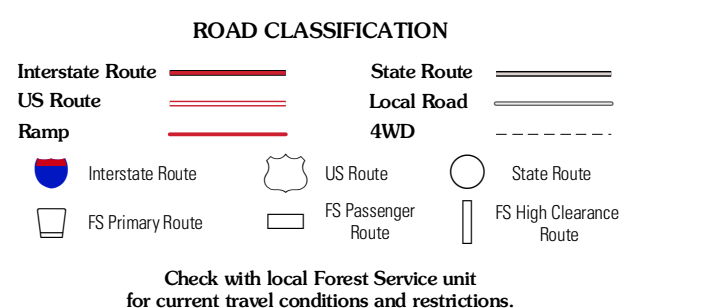 ROAD CLASSIFICATION
Interstate Route
State Route
US Route
Local Road
Ramp
4WD
Interstate Route
US Route
State Route
FS Primary Route
FS Passenger
Route
FS High Clearance
Route
Check with local Forest Service unit
for current travel conditions and restrictions.